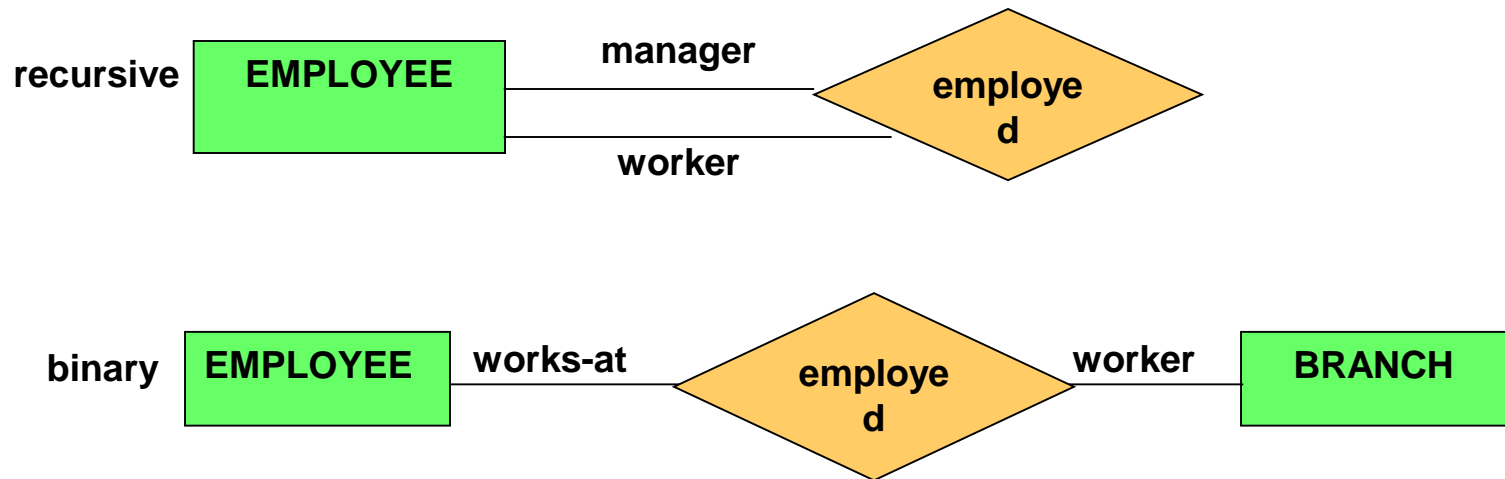 manager
recursive EMPLOYEE employe
d
worker
binary EMPLOYEE works-at employe worker BRANCH
d